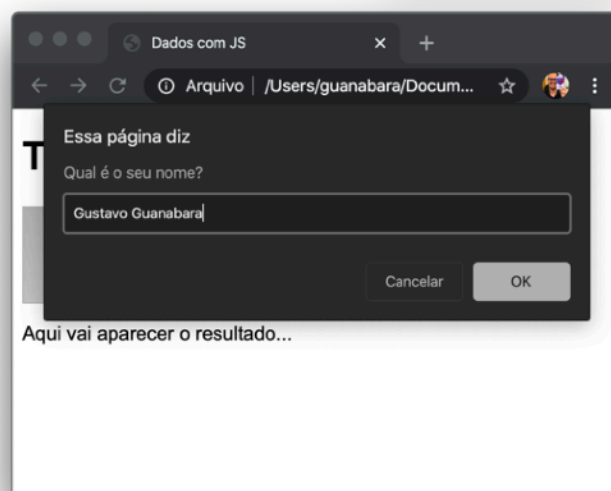 Dados com JS
Arquivo | /Users/guanabara/Docum...
Essa página diz
T
Qual é o seu nome?
Gustavo Guanabara
Cancelar OK
Aqui vai aparecer o resultado...